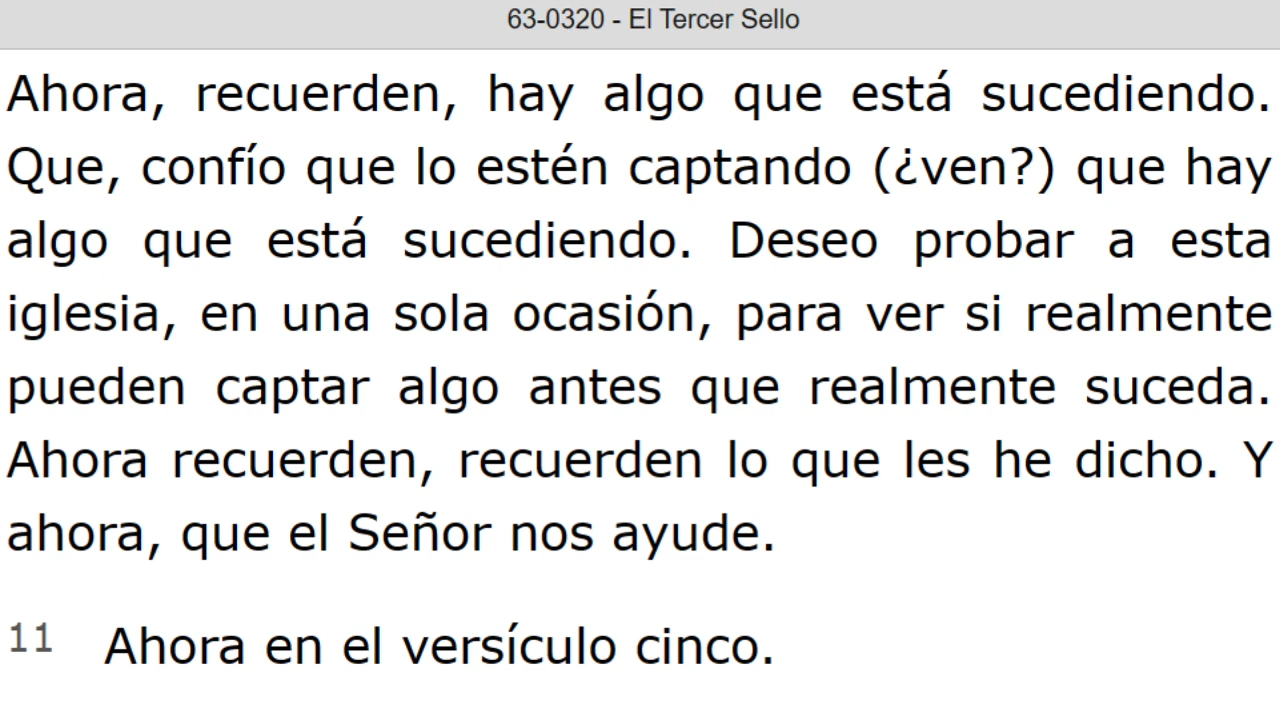 63-0320 - El Tercer Sello
Ahora, recuerden, hay algo que está sucediendo.
Que, confío que lo estén captando (¿ven?) que hay
algo que está sucediendo. Deseo probar a esta
iglesia, en una sola ocasión, para ver si realmente
pueden captar algo antes que realmente suceda.
Ahora recuerden, recuerden lo que les he dicho. Y
ahora, que el Señor nos ayude.
11 Ahora en el versículo cinco.